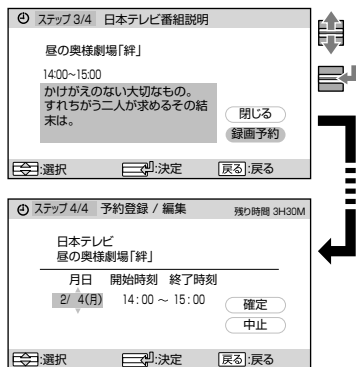 ステップ 3/4 日本テレビ番組説明
昼の奥様劇場「絆」
14:00~15:00
かけがえのない大切なもの。
すれちがう二人が求めるその結
末は。
閉じる
録画予約
:選択 :決定 戻る:戻る
ステップ 4/4 予約登録 / 編集 残り時間 3H30M
日本テレビ
昼の奥様劇場「絆」
月日 開始時刻 終了時刻
2/ 4(月) 14:00 ~ 15:00
確定
中止
:選択 :決定 戻る:戻る